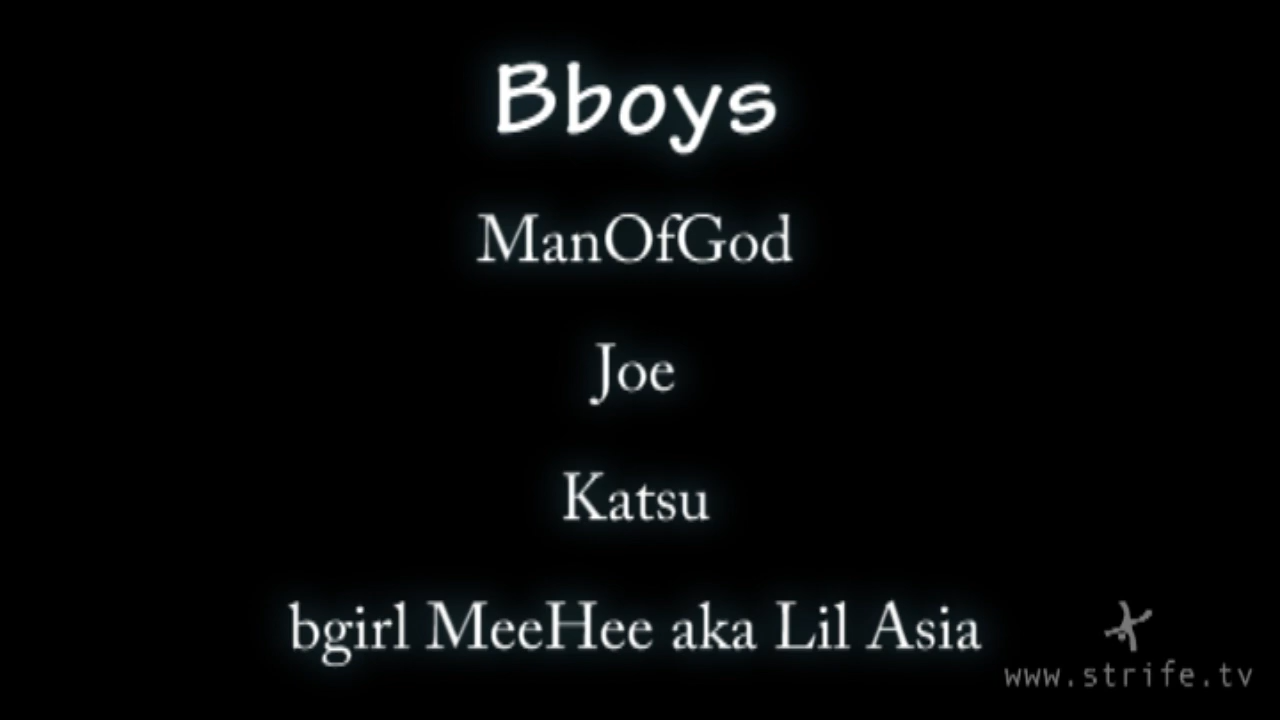 Bboys
ManOfGod
Joe
Katsu
bgirl MeeHee aka Lil Asia
www.strife.tv